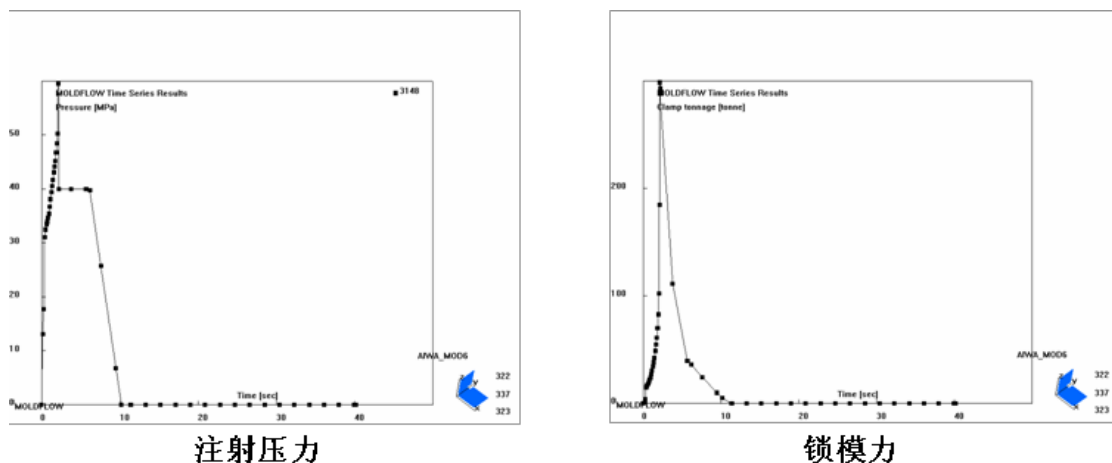 MOLDFLOW Time Series Results
Pressure [MPa]
3148
50
40
30
20
10
0
MOLDFLOW
0
10
20
30
40
Time [sec]
AIWA_MOD6
Z
Y
X
322
337
323
注射压力
MOLDFLOW Time Series Results
Clamp tonnage [tonne]
200
100
0
MOLDFLOW
0
10
20
30
40
Time [sec]
AIWA_MOD6
Z
Y
X
322
337
323
锁模力